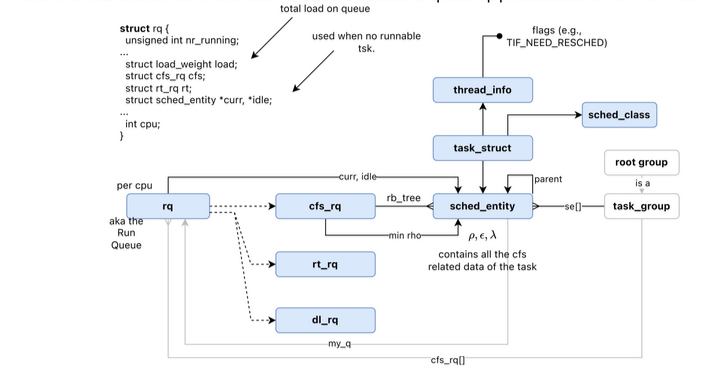 total load on queue
struct rq {
unsigned int nr_running;
...
struct load_weight load;
struct cfs_rq cfs;
struct rt_rq rt;
struct sched_entity *curr, *idle;
...
int cpu;
}
used when no runnable
tsk.
flags (e.g.,
TIF_NEED_RESCHED)
thread_info
sched_class
task_struct
root group
is a
parent
curr, idle
per cpu
rq
cfs_rq
rb_tree
sched_entity
se[]
task_group
aka the
Run
Queue
min rho
ρ, ϵ, λ
contains all the cfs
related data of the task
rt_rq
dl_rq
my_q
cfs_rq[]